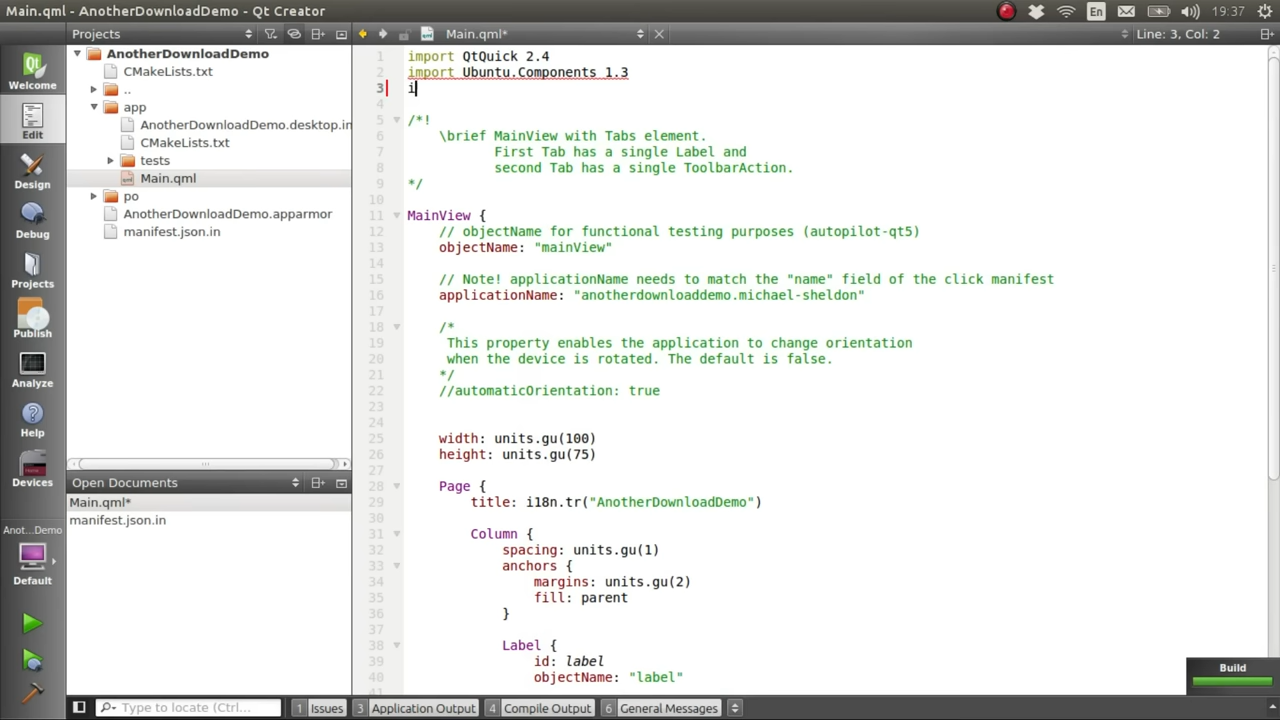 Main.qml - AnotherDownloadDemo - Qt Creator
En
19:37
Projects
Main.qml*
Line: 3, Col: 2
Welcome
Edit
Design
Debug
Projects
Publish
Analyze
Help
Devices
Anot...Demo
Default
AnotherDownloadDemo
CMakeLists.txt
..
app
AnotherDownloadDemo.desktop.in
CMakeLists.txt
tests
Main.qml
po
AnotherDownloadDemo.apparmor
manifest.json.in
Open Documents
Main.qml*
manifest.json.in
1 import QtQuick 2.4
2 import Ubuntu.Components 1.3
3 i
4
5 /*!
6 \brief MainView with Tabs element.
7 First Tab has a single Label and
8 second Tab has a single ToolbarAction.
9 */
10
11 MainView {
12 // objectName for functional testing purposes (autopilot-qt5)
13 objectName: "mainView"
14
15 // Note! applicationName needs to match the "name" field of the click manifest
16 applicationName: "anotherdownloaddemo.michael-sheldon"
17
18 /*
19 This property enables the application to change orientation
20 when the device is rotated. The default is false.
21 */
22 //automaticOrientation: true
23
24
25 width: units.gu(100)
26 height: units.gu(75)
27
28 Page {
29 title: i18n.tr("AnotherDownloadDemo")
30
31 Column {
32 spacing: units.gu(1)
33 anchors {
34 margins: units.gu(2)
35 fill: parent
36 }
37
38 Label {
39 id: label
40 objectName: "label"
41
Build
Type to locate (Ctrl...
1 Issues
3 Application Output
4 Compile Output
6 General Messages